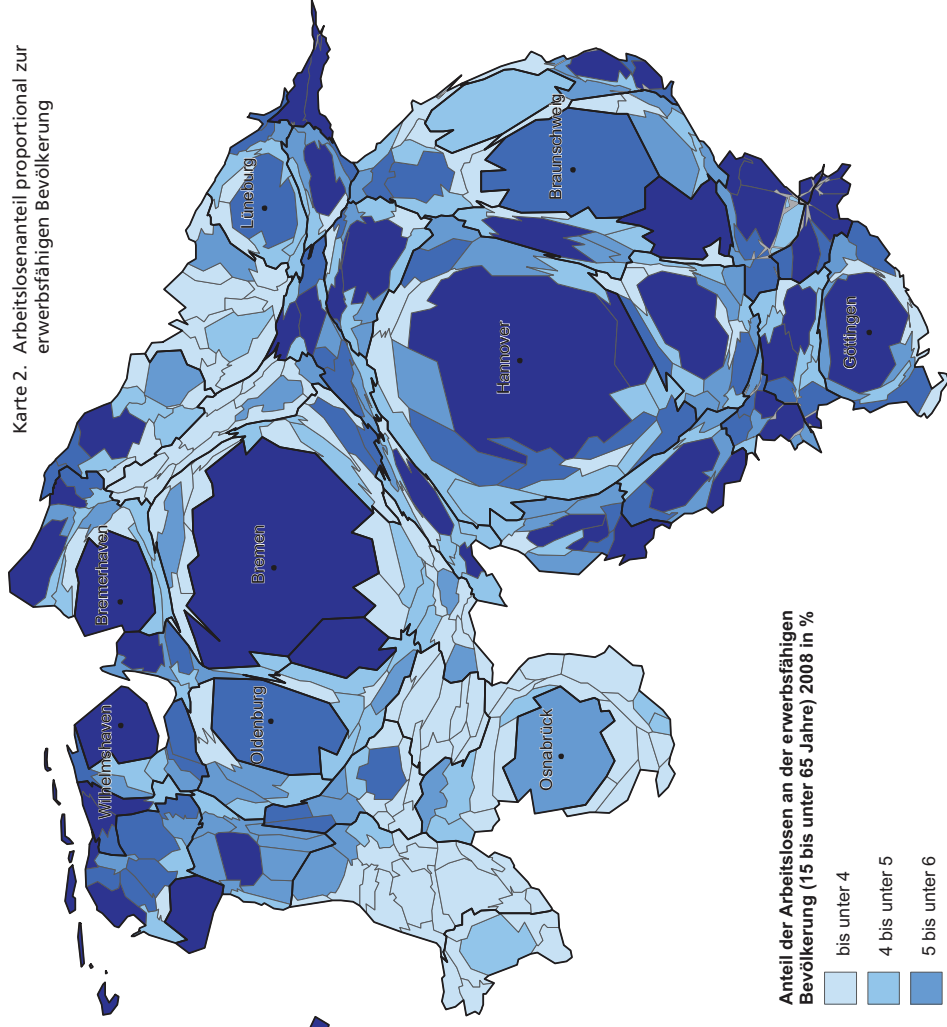 Karte 2. Arbeitslosenanteil proportional zur
erwerbsfähigen Bevölkerung
Lüneburg
Bremerhaven
Wilhelmshaven
Bremen
Oldenburg
Braunschweig
Hannover
Osnabrück
Göttingen
Anteil der Arbeitslosen an der erwerbsfähigen
Bevölkerung (15 bis unter 65 Jahre) 2008 in %
bis unter 4
4 bis unter 5
5 bis unter 6